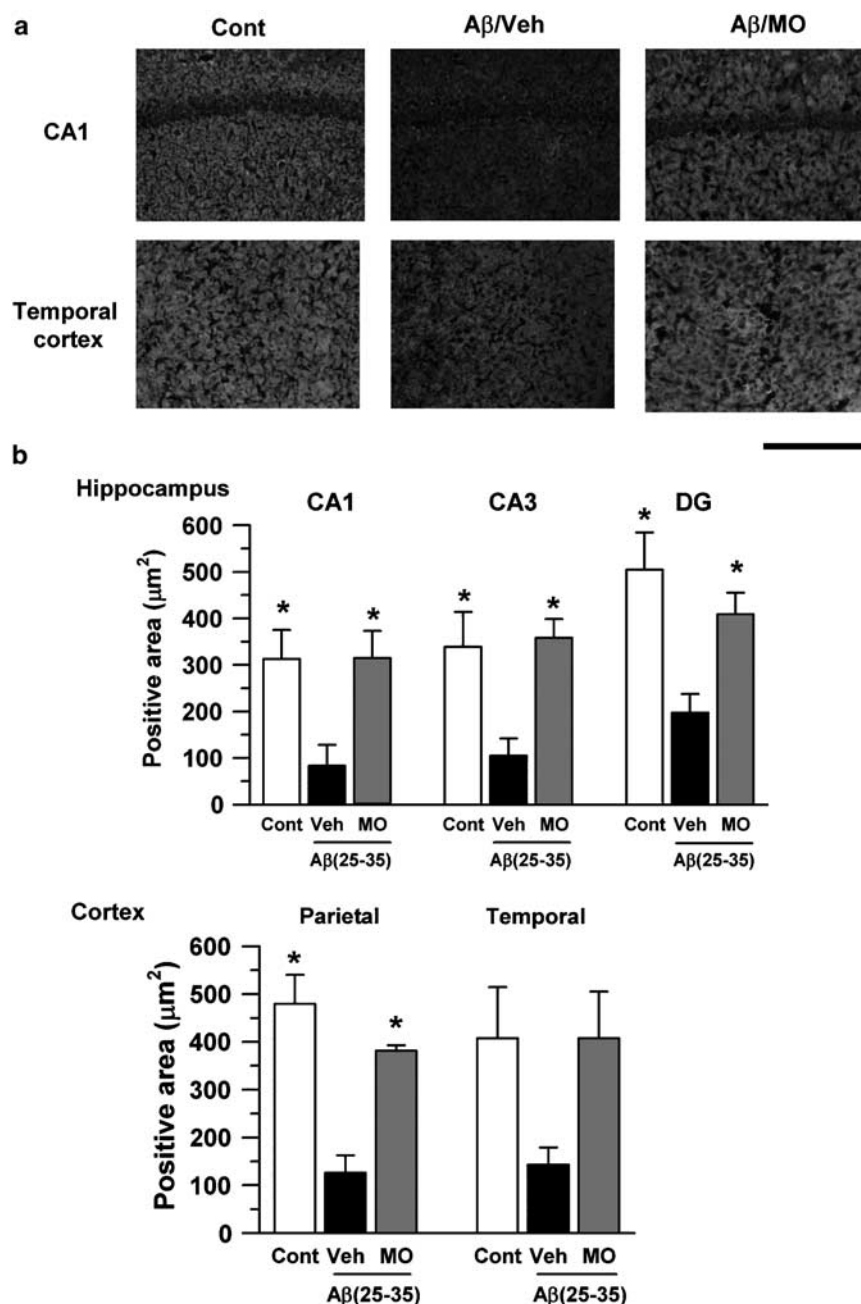 a
Cont Aβ/Veh Aβ/MO
CA1
Temporal
cortex
b
Hippocampus
CA1 CA3 DG
Positive area (μm²)
600
500
400
300
200
100
0
* * * * * *
Cont Veh MO Cont Veh MO Cont Veh MO
Aβ(25-35) Aβ(25-35) Aβ(25-35)
Cortex
Parietal Temporal
Positive area (μm²)
600
500
400
300
200
100
0
* *
Cont Veh MO Cont Veh MO
Aβ(25-35) Aβ(25-35)